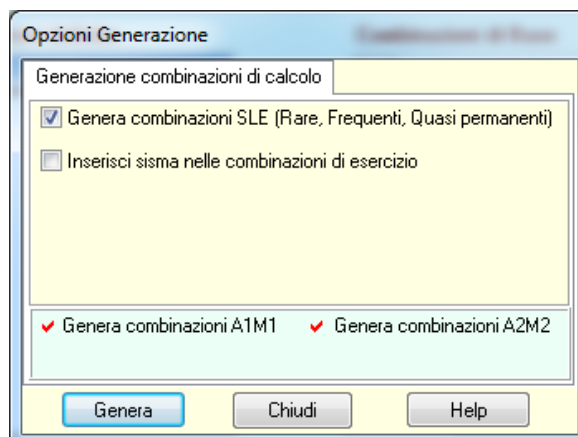 Opzioni Generazione
Generazione combinazioni di calcolo
Genera combinazioni SLE (Rare, Frequenti, Quasi permanenti)
Inserisci sisma nelle combinazioni di esercizio
Genera combinazioni A1M1 Genera combinazioni A2M2
Genera Chiudi Help